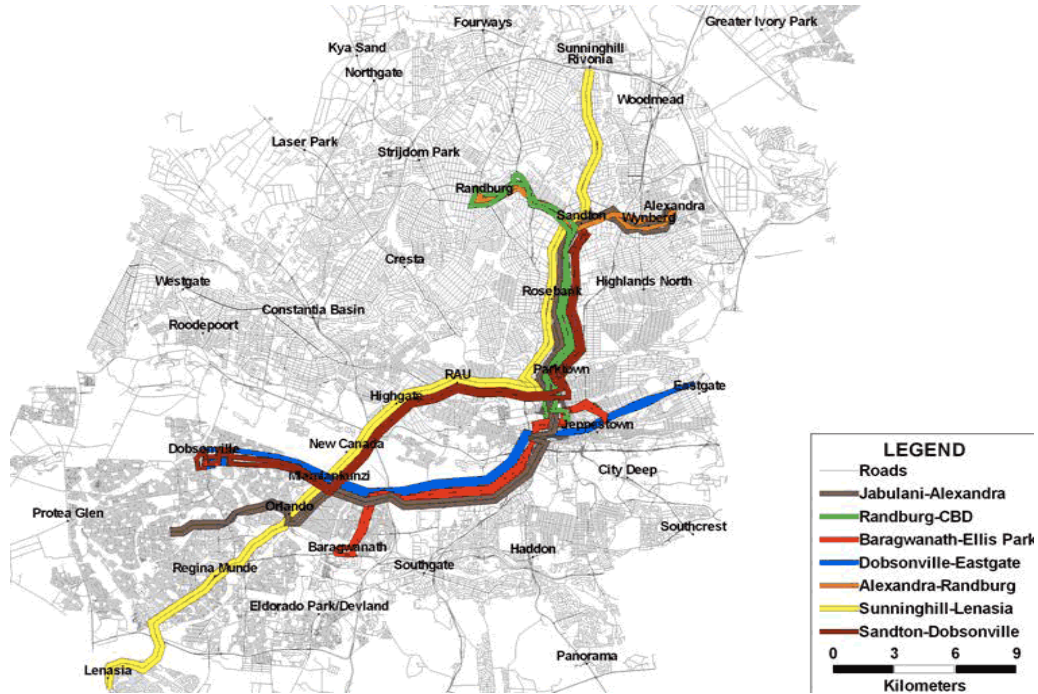 Greater Ivory Park
Fourways
Kya Sand
Sunninghill
Rivonia
Northgate
Woodmead
Laser Park
Strijdom Park
Randburg
Alexandra
Sandton
Wynberg
Cresta
Westgate
Highlands North
Rosebank
Constantia Basin
Roodepoort
Parktown
RAU
Eastgate
Highgate
Jeppestown
New Canada
Dobsonville
City Deep
Mlamlankunzi
Orlando
Protea Glen
Southcrest
Baragwanath
Haddon
Southgate
Regina Munde
Eldorado Park/Devland
Panorama
Lenasia
LEGEND
Roads
Jabulani-Alexandra
Randburg-CBD
Baragwanath-Ellis Park
Dobsonville-Eastgate
Alexandra-Randburg
Sunninghill-Lenasia
Sandton-Dobsonville
0 3 6 9
Kilometers